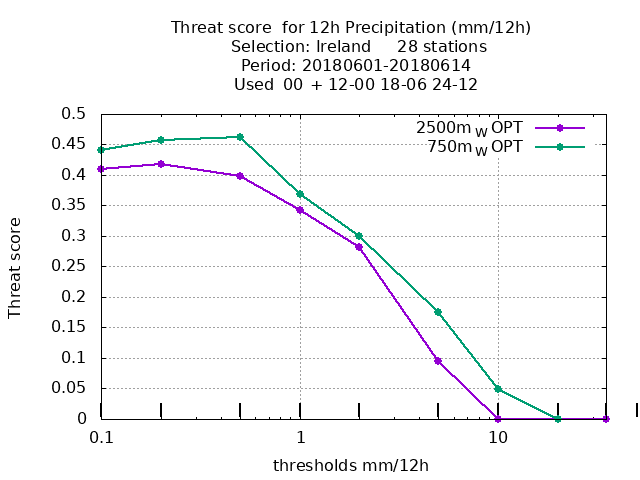 Threat score  for 12h Precipitation (mm/12h)
Selection: Ireland     28 stations
Period: 20180601-20180614
Used  00  + 12-00 18-06 24-12
2500m W OPT
750m W OPT
0.5
0.45
0.4
0.35
0.3
0.25
0.2
0.15
0.1
0.05
0
Threat score
0.1 1 10
thresholds mm/12h